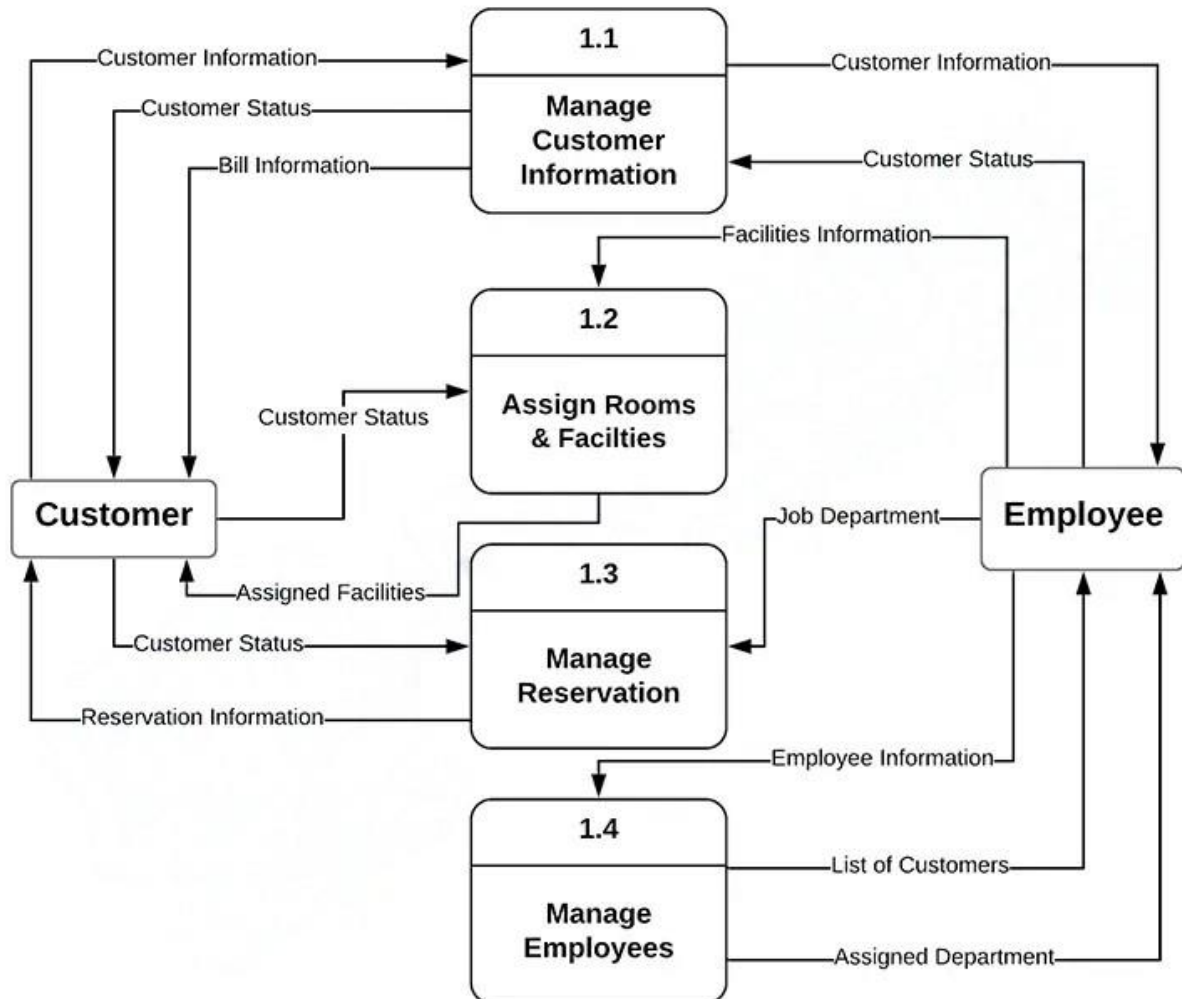 1.1
Customer Information
Customer Information
Manage
Customer Status
Customer
Bill Information
Information
Customer Status
Facilities Information
1.2
Assign Rooms
& Facilties
Customer Status
Customer
Employee
Job Department
1.3
Assigned Facilities
Customer Status
Manage
Reservation
Reservation Information
Employee Information
1.4
List of Customers
Manage
Employees
Assigned Department